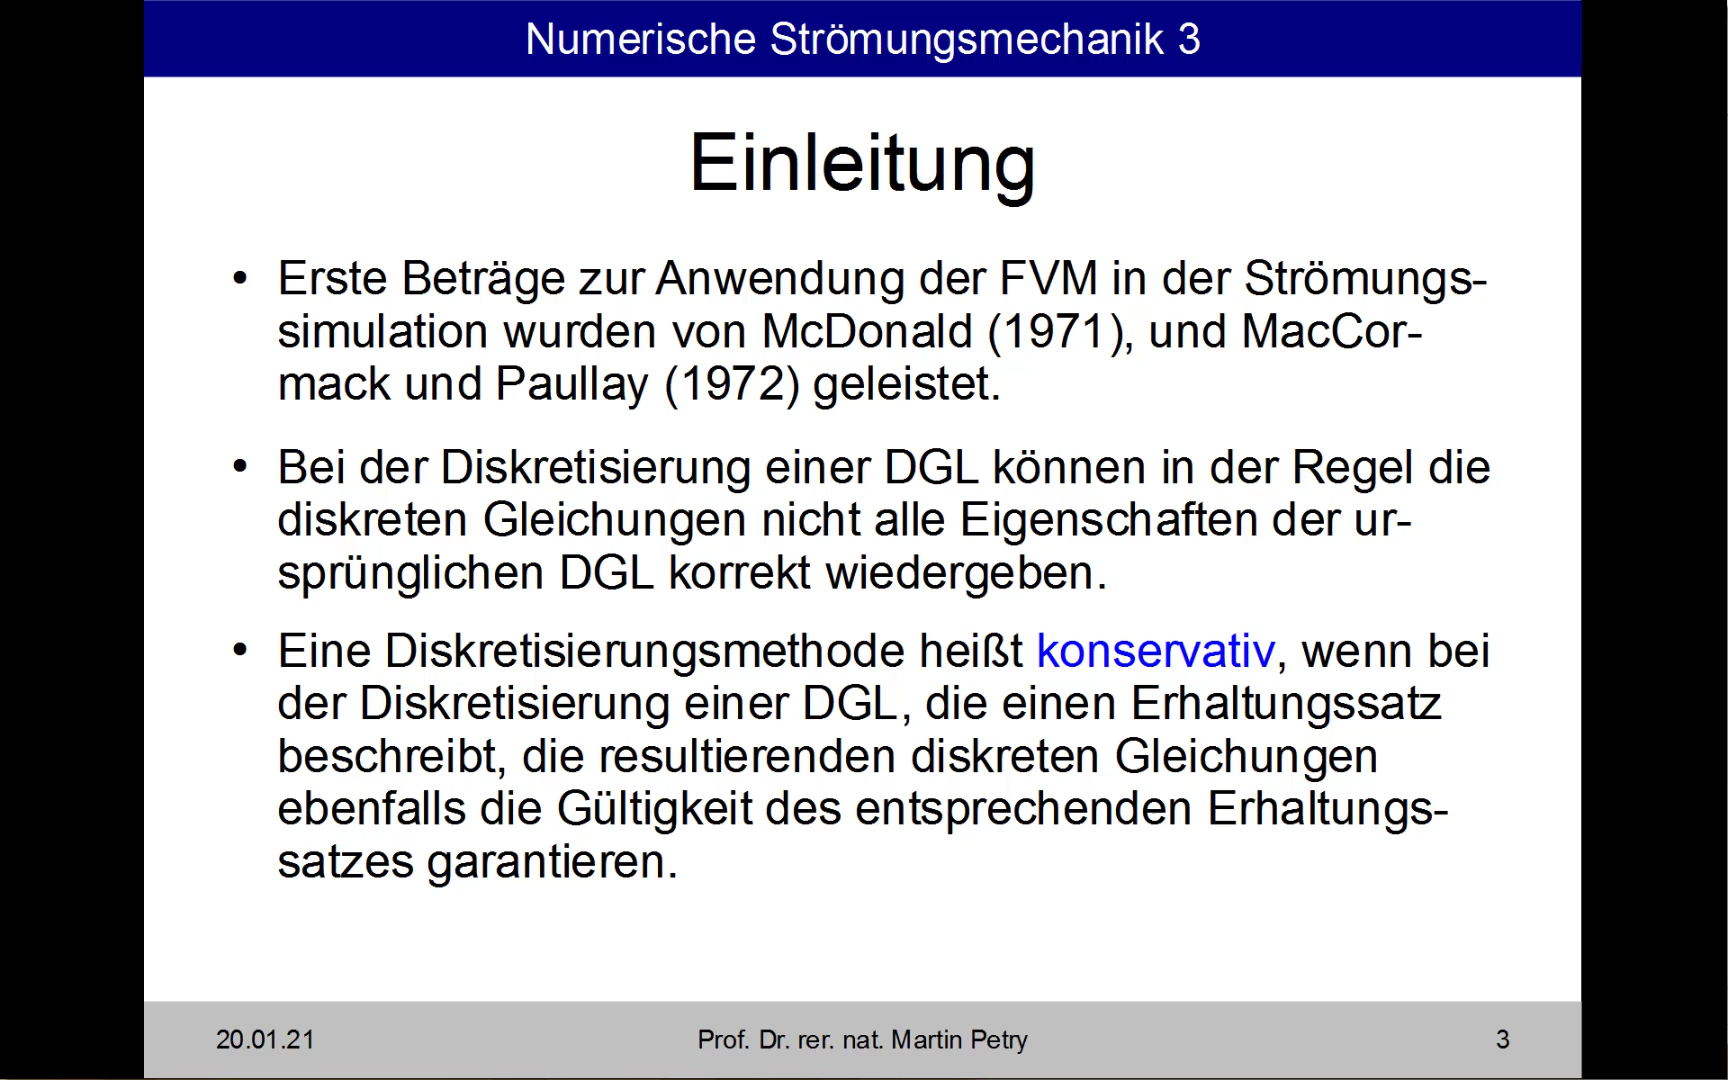 Numerische Strömungsmechanik 3
Einleitung
• Erste Beträge zur Anwendung der FVM in der Strömungs-
simulation wurden von McDonald (1971), und MacCor-
mack und Paullay (1972) geleistet.
• Bei der Diskretisierung einer DGL können in der Regel die
diskreten Gleichungen nicht alle Eigenschaften der ur-
sprünglichen DGL korrekt wiedergeben.
• Eine Diskretisierungsmethode heißt konservativ, wenn bei
der Diskretisierung einer DGL, die einen Erhaltungssatz
beschreibt, die resultierenden diskreten Gleichungen
ebenfalls die Gültigkeit des entsprechenden Erhaltungs-
satzes garantieren.
20.01.21 Prof. Dr. rer. nat. Martin Petry 3